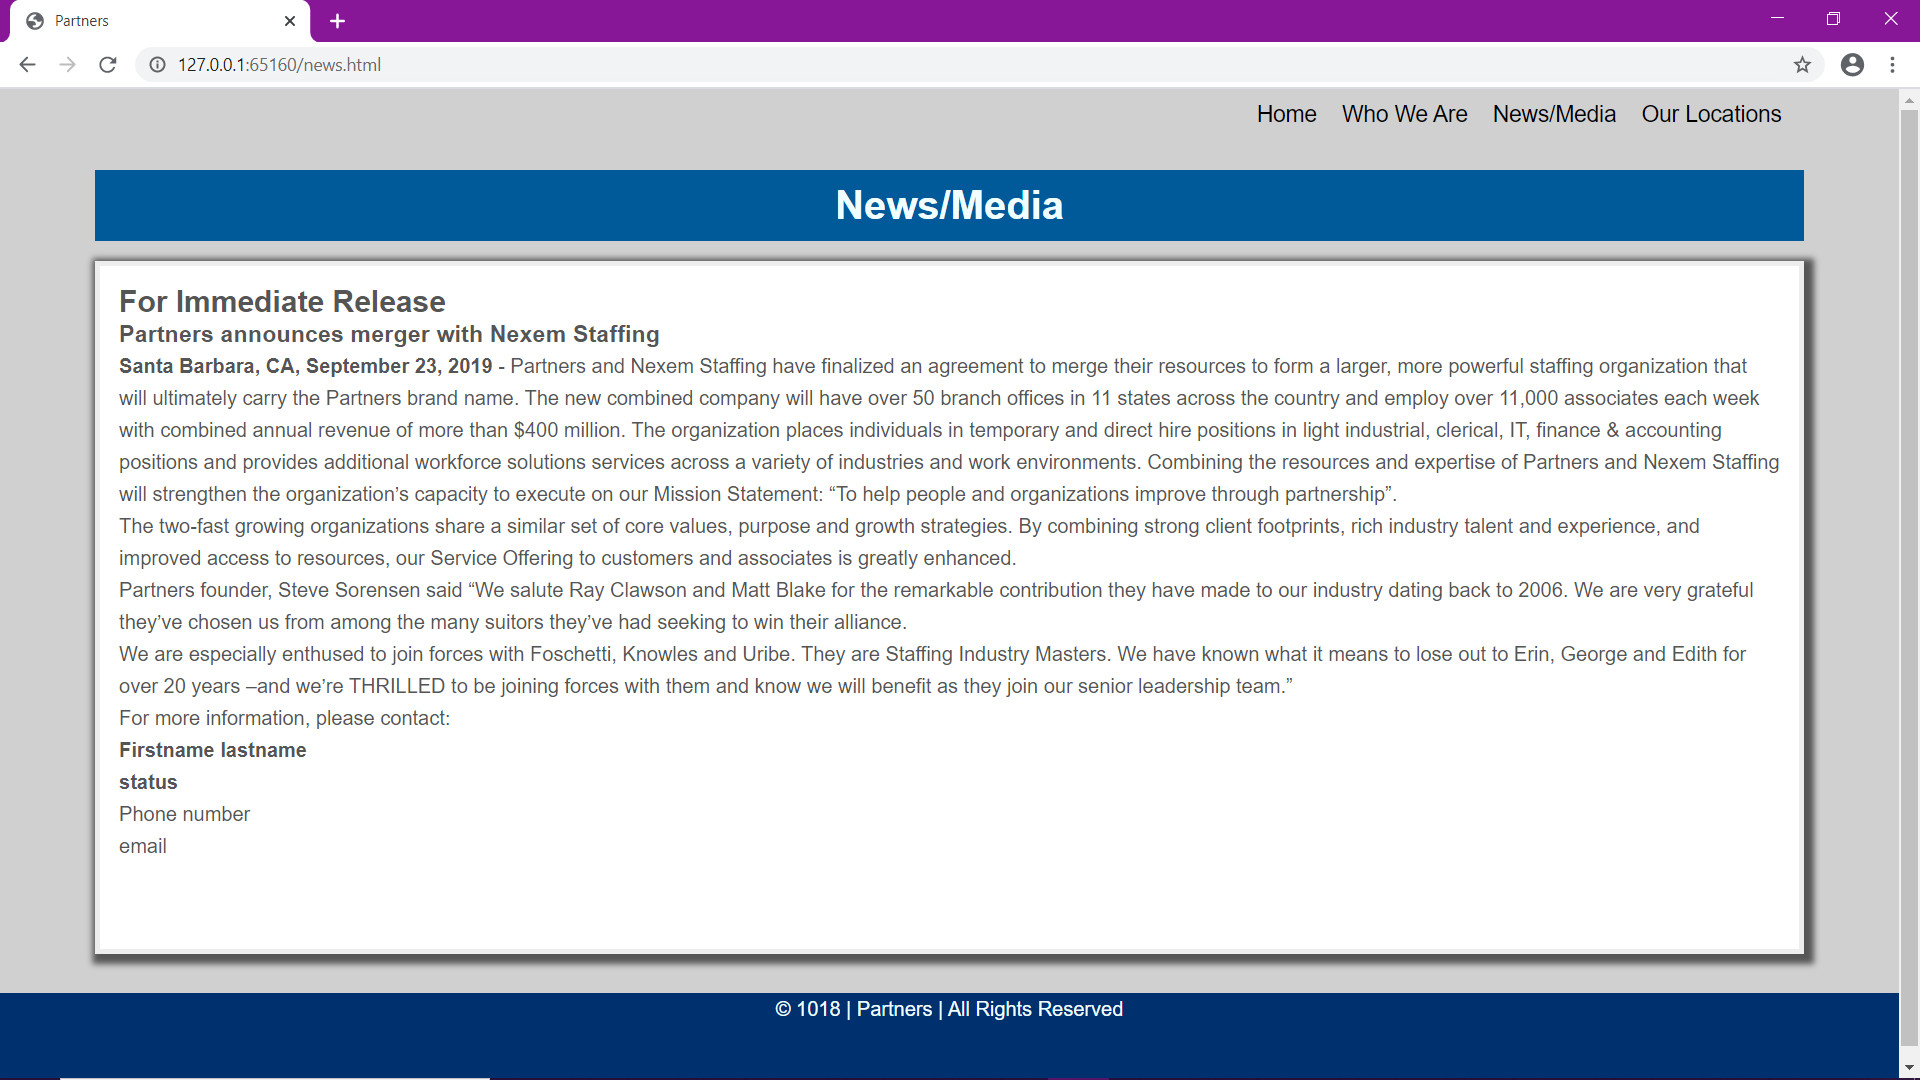 Partners
127.0.0.1:65160/news.html
Home Who We Are News/Media Our Locations
News/Media
For Immediate Release
Partners announces merger with Nexem Staffing
Santa Barbara, CA, September 23, 2019 - Partners and Nexem Staffing have finalized an agreement to merge their resources to form a larger, more powerful staffing organization that
will ultimately carry the Partners brand name. The new combined company will have over 50 branch offices in 11 states across the country and employ over 11,000 associates each week
with combined annual revenue of more than $400 million. The organization places individuals in temporary and direct hire positions in light industrial, clerical, IT, finance & accounting
positions and provides additional workforce solutions services across a variety of industries and work environments. Combining the resources and expertise of Partners and Nexem Staffing
will strengthen the organization’s capacity to execute on our Mission Statement: “To help people and organizations improve through partnership”.
The two-fast growing organizations share a similar set of core values, purpose and growth strategies. By combining strong client footprints, rich industry talent and experience, and
improved access to resources, our Service Offering to customers and associates is greatly enhanced.
Partners founder, Steve Sorensen said “We salute Ray Clawson and Matt Blake for the remarkable contribution they have made to our industry dating back to 2006. We are very grateful
they’ve chosen us from among the many suitors they’ve had seeking to win their alliance.
We are especially enthused to join forces with Foschetti, Knowles and Uribe. They are Staffing Industry Masters. We have known what it means to lose out to Erin, George and Edith for
over 20 years –and we’re THRILLED to be joining forces with them and know we will benefit as they join our senior leadership team.”
For more information, please contact:
Firstname lastname
status
Phone number
email
© 1018 | Partners | All Rights Reserved